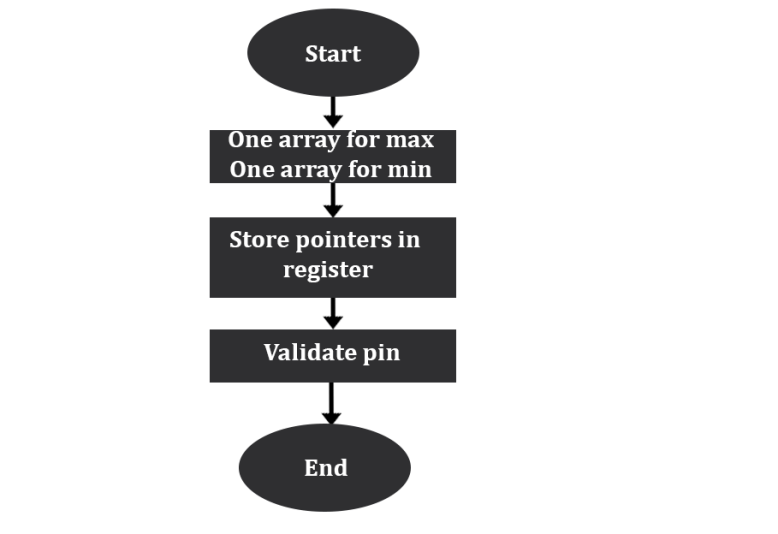 Start
One array for max
One array for min
Store pointers in
register
Validate pin
End